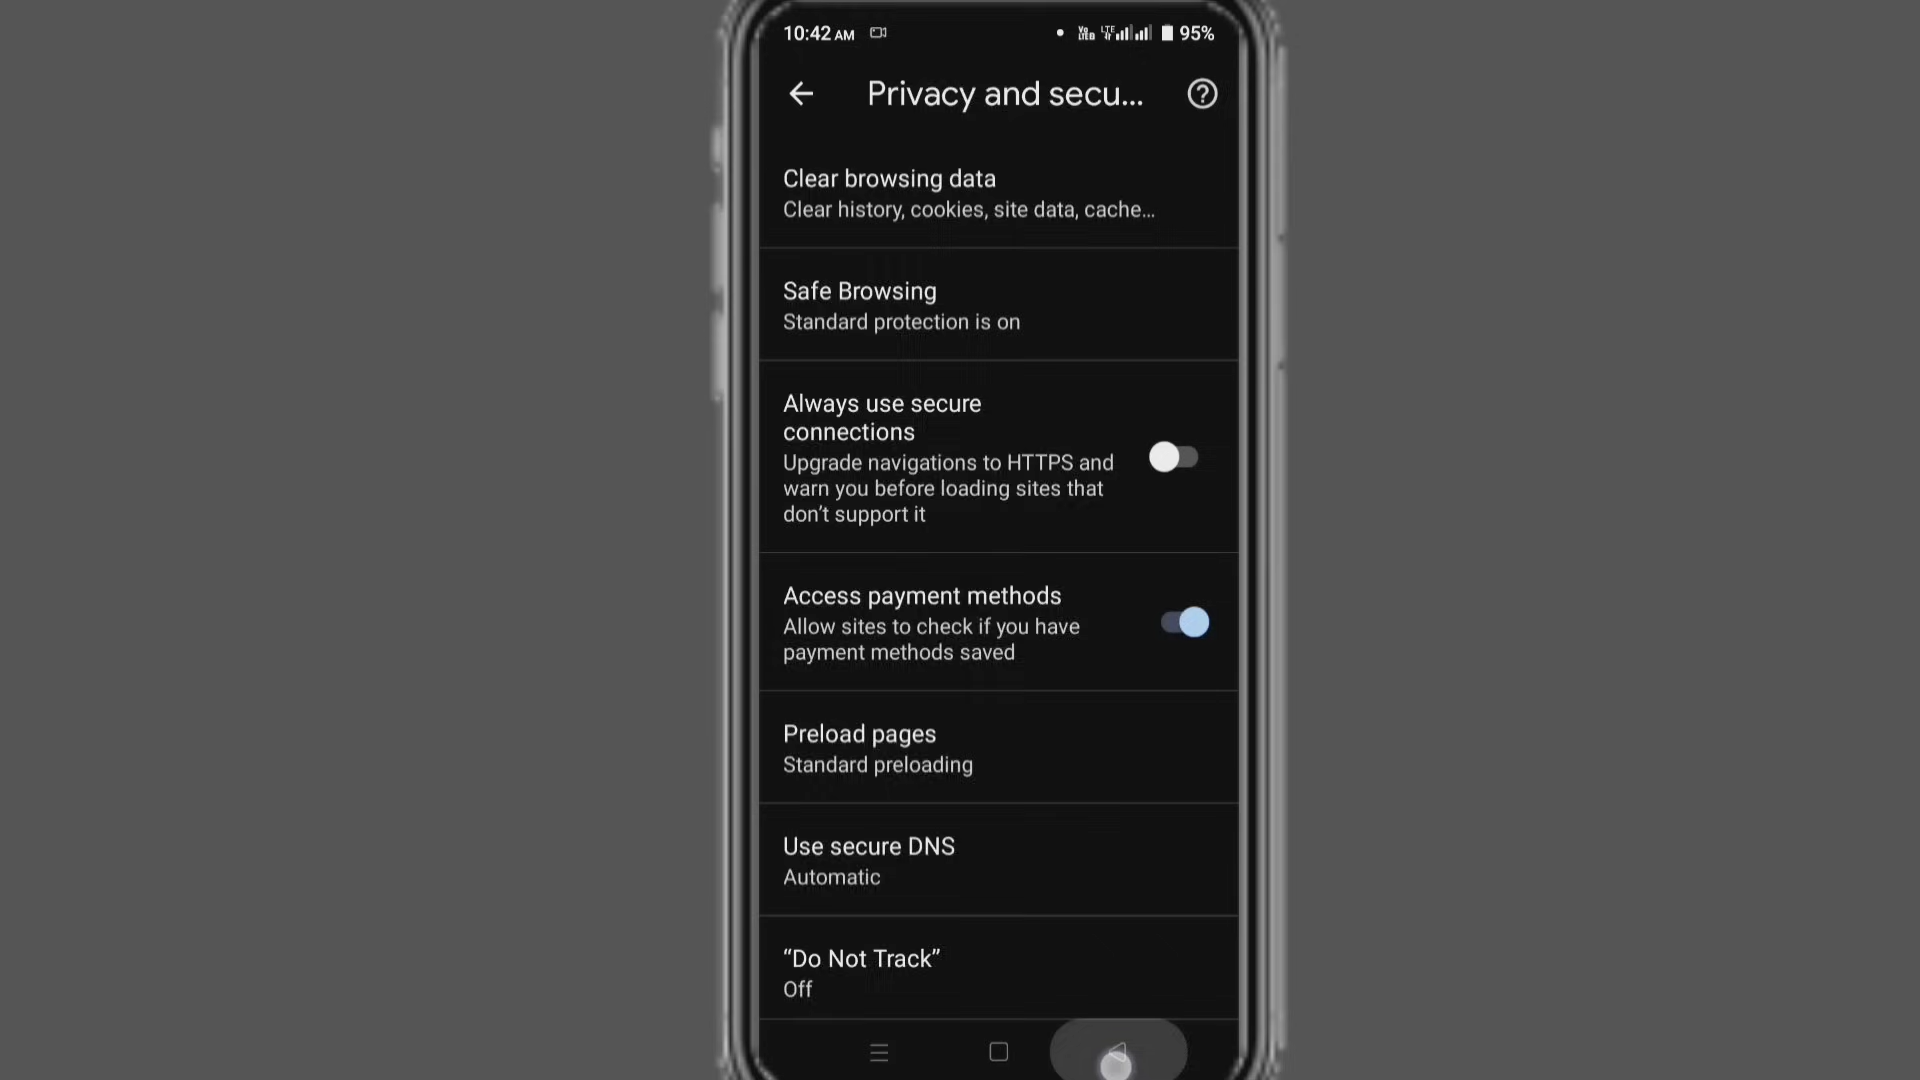 10:42 AM
Vo LTE LTE 95%
Privacy and secu...
Clear browsing data
Clear history, cookies, site data, cache…
Safe Browsing
Standard protection is on
Always use secure
connections
Upgrade navigations to HTTPS and
warn you before loading sites that
don’t support it
Access payment methods
Allow sites to check if you have
payment methods saved
Preload pages
Standard preloading
Use secure DNS
Automatic
“Do Not Track”
Off